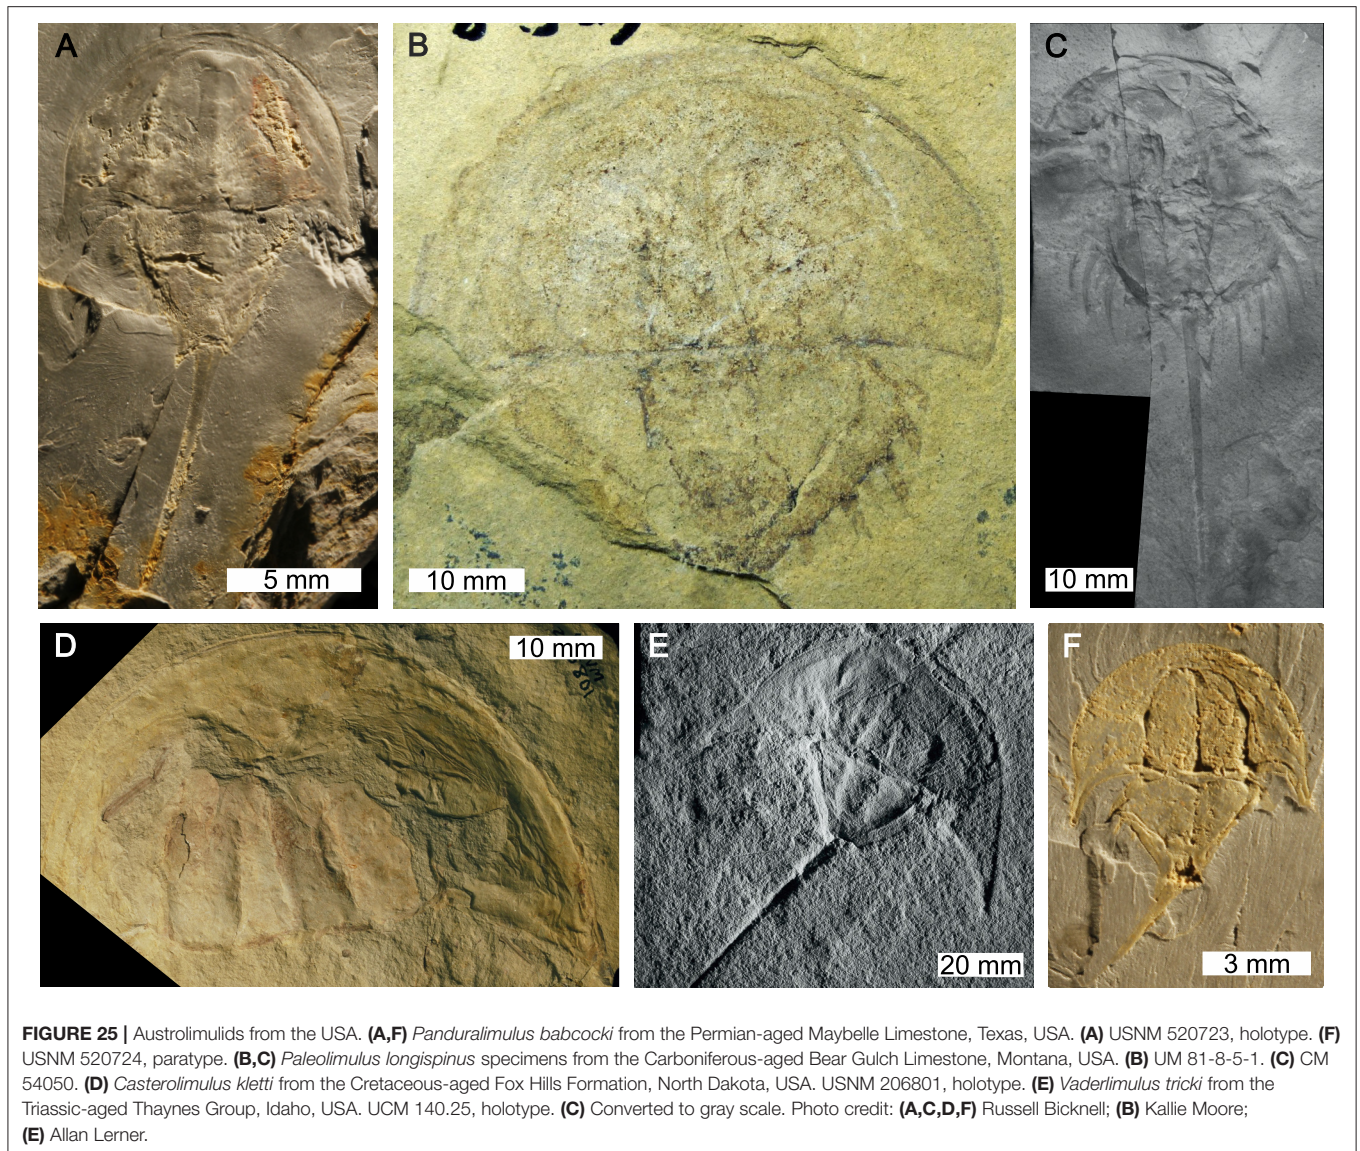 A
B
C
5 mm
10 mm
10 mm
D
10 mm
E
F
20 mm
3 mm
FIGURE 25 | Austrolimulids from the USA. (A,F) Panduralimulus babcocki from the Permian-aged Maybelle Limestone, Texas, USA. (A) USNM 520723, holotype. (F)
USNM 520724, paratype. (B,C) Paleolimulus longispinus specimens from the Carboniferous-aged Bear Gulch Limestone, Montana, USA. (B) UM 81-8-5-1. (C) CM
54050. (D) Casterolimulus kletti from the Cretaceous-aged Fox Hills Formation, North Dakota, USA. USNM 206801, holotype. (E) Vaderlimulus tricki from the
Triassic-aged Thaynes Group, Idaho, USA. UCM 140.25, holotype. (C) Converted to gray scale. Photo credit: (A,C,D,F) Russell Bicknell; (B) Kallie Moore;
(E) Allan Lerner.